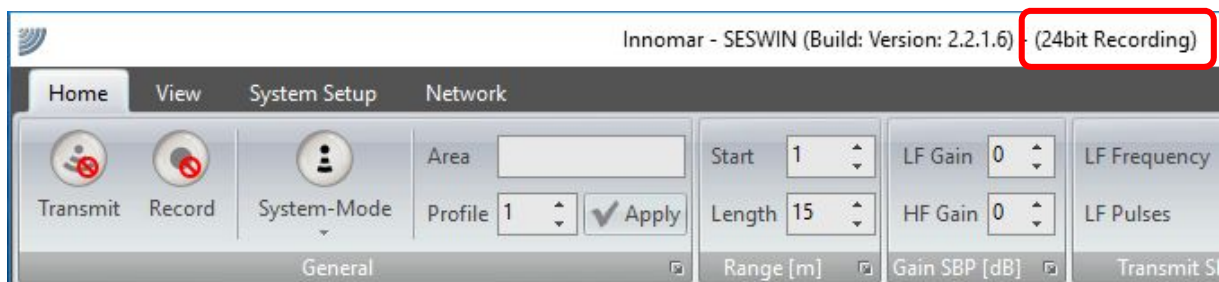 Innomar - SESWIN (Build: Version: 2.2.1.6) - (24bit Recording)
Home View System Setup Network
Area Start 1 LF Gain 0 LF Frequency
Transmit Record System-Mode Profile 1 Apply Length 15 HF Gain 0 LF Pulses
General Range [m] Gain SBP [dB] Transmit